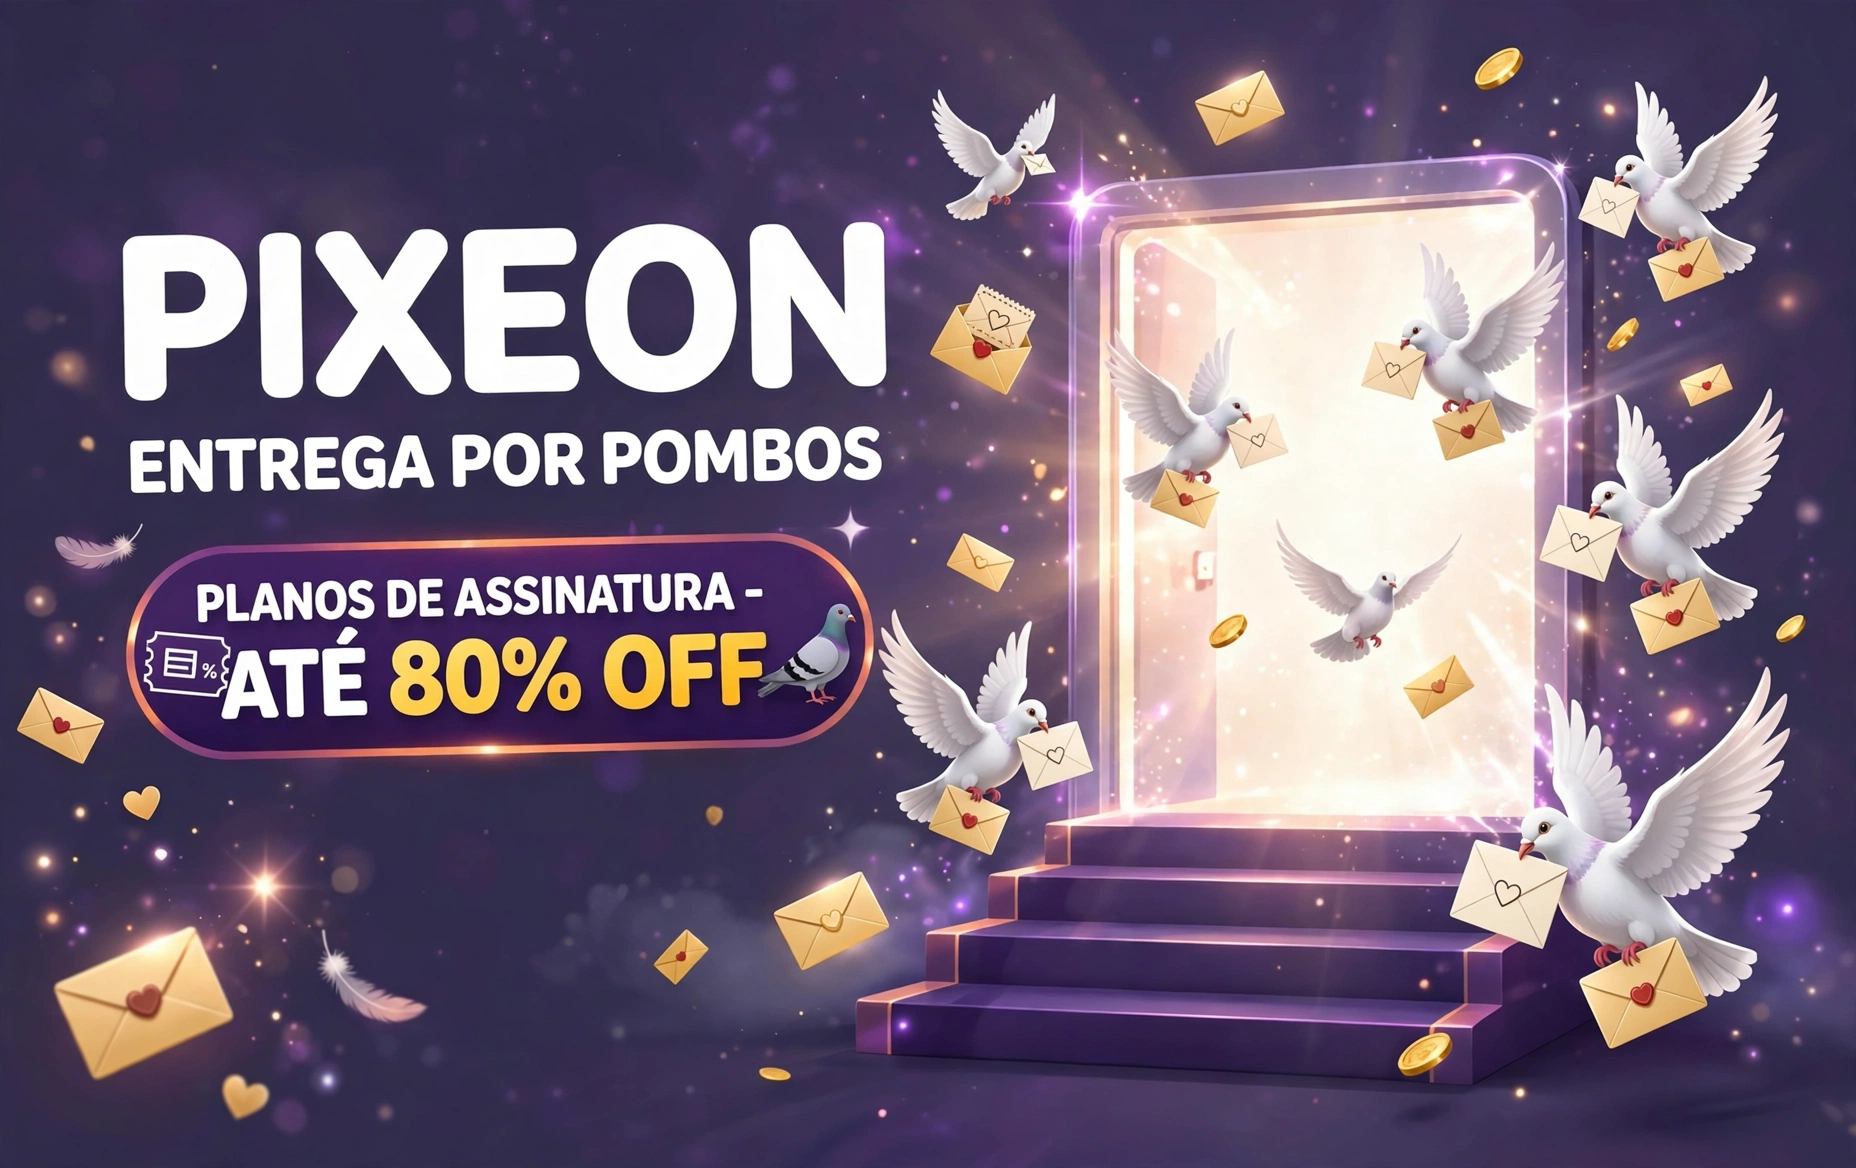 PIXEON
ENTREGA POR POMBOS
PLANOS DE ASSINATURA -
ATÉ 80% OFF
%